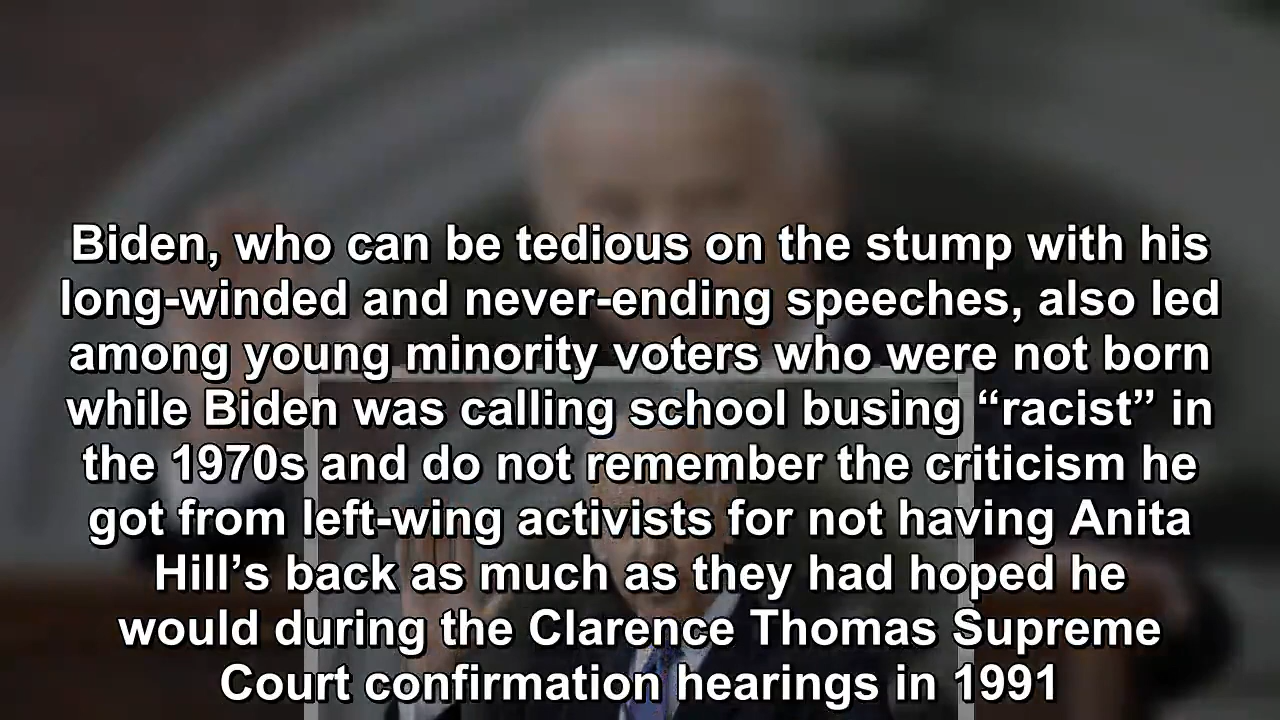 Biden, who can be tedious on the stump with his
long-winded and never-ending speeches, also led
among young minority voters who were not born
while Biden was calling school busing “racist” in
the 1970s and do not remember the criticism he
got from left-wing activists for not having Anita
Hill’s back as much as they had hoped he
would during the Clarence Thomas Supreme
Court confirmation hearings in 1991